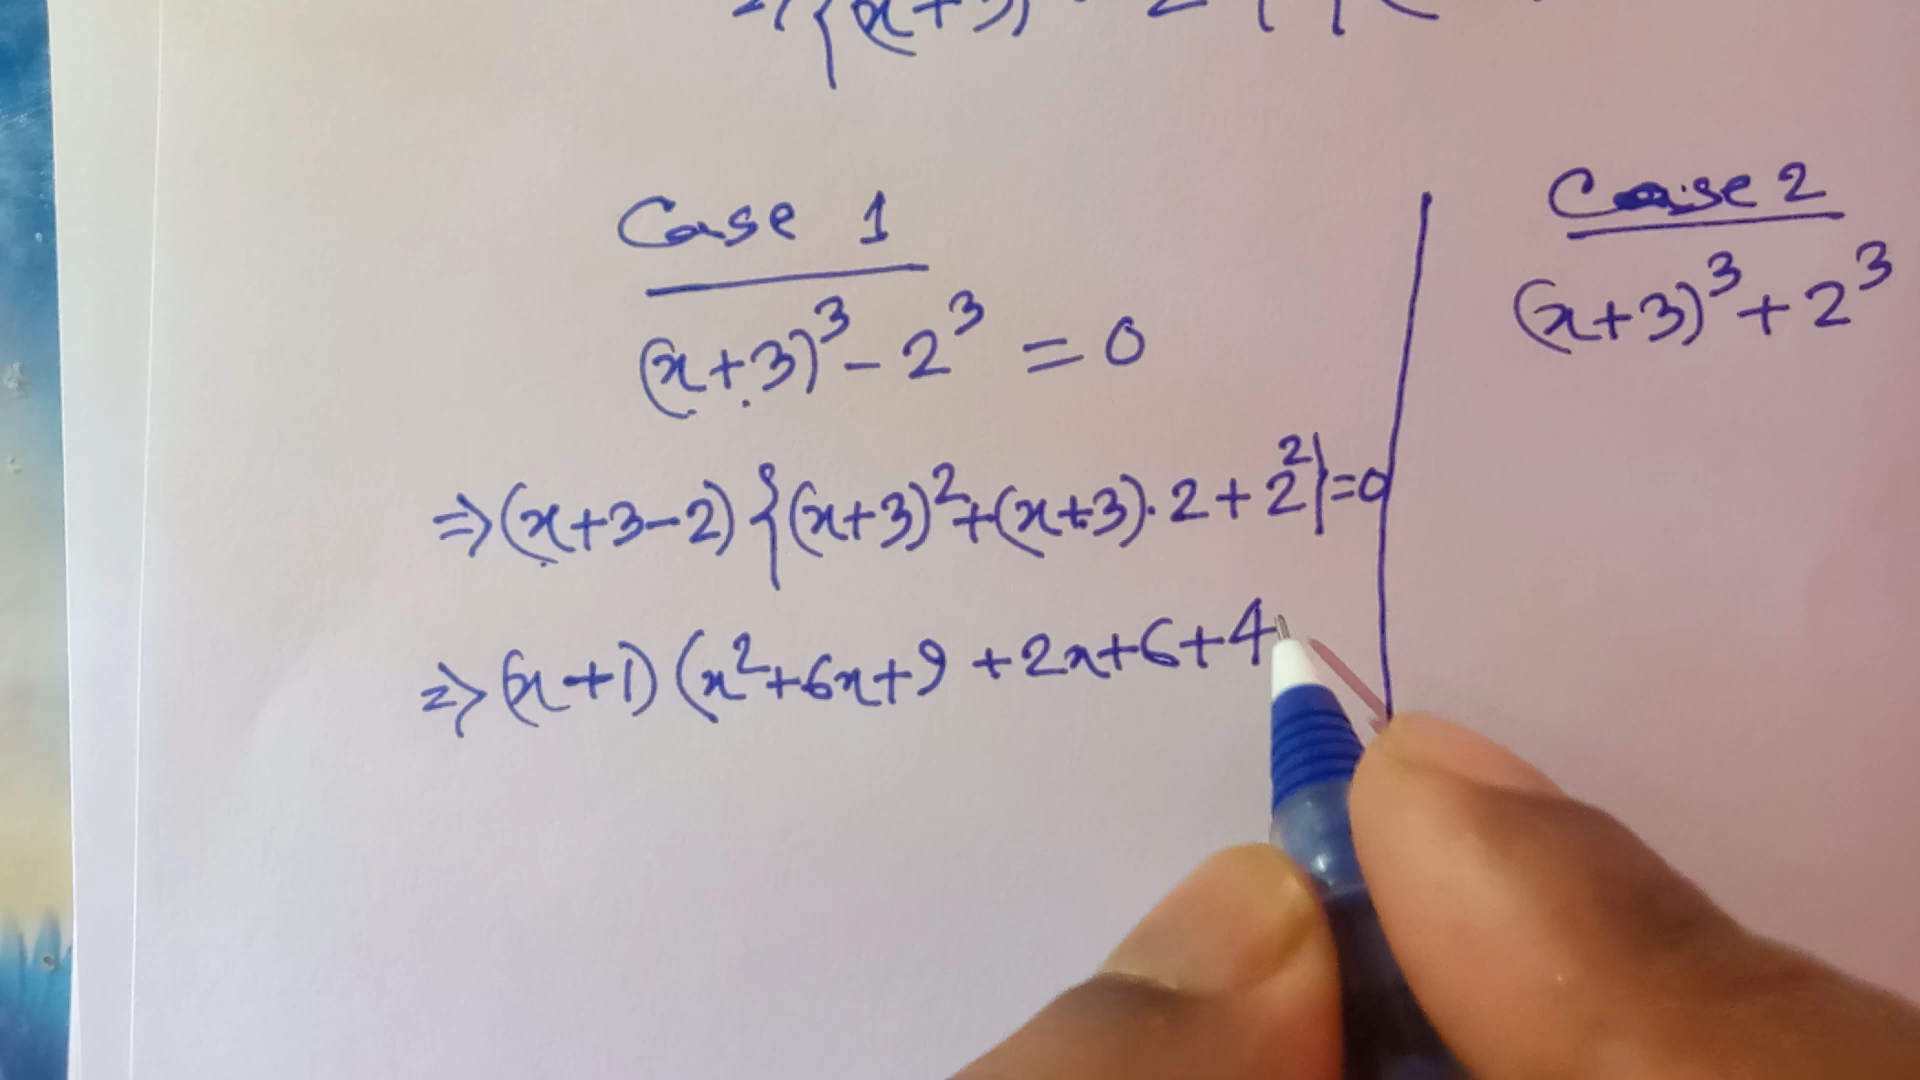 {(x+3)
Case 1
(x+3)³-2³ = 0
⇒(x+3-2){(x+3)²+(x+3).2+2²}=0
⇒(x+1)(x²+6x+9+2x+6+4
Case 2
(x+3)³+2³